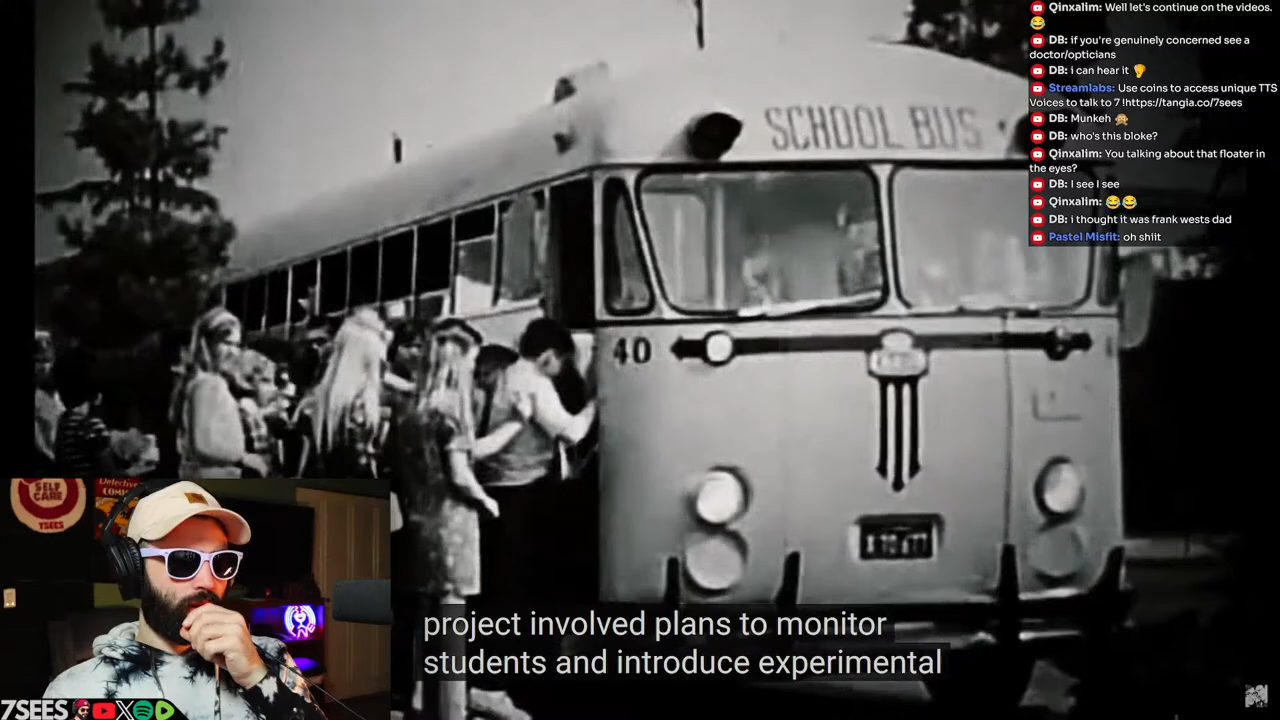 Qinxalim: Well let's continue on the videos.
😂
DB: if you're genuinely concerned see a
doctor/opticians
DB: i can hear it
Streamlabs: Use coins to access unique TTS
Voices to talk to 7 !https://tangia.co/7sees
DB: Munkeh 🙊
DB: who's this bloke?
Qinxalim: You talking about that floater in
the eyes?
DB: I see I see
Qinxalim: 😂😂
DB: i thought it was frank wests dad
Pastel Misfit: oh shiit
SCHOOL BUS
40
SELF
CARE
7SEES
Detective
COMICS
project involved plans to monitor
students and introduce experimental
7SEES